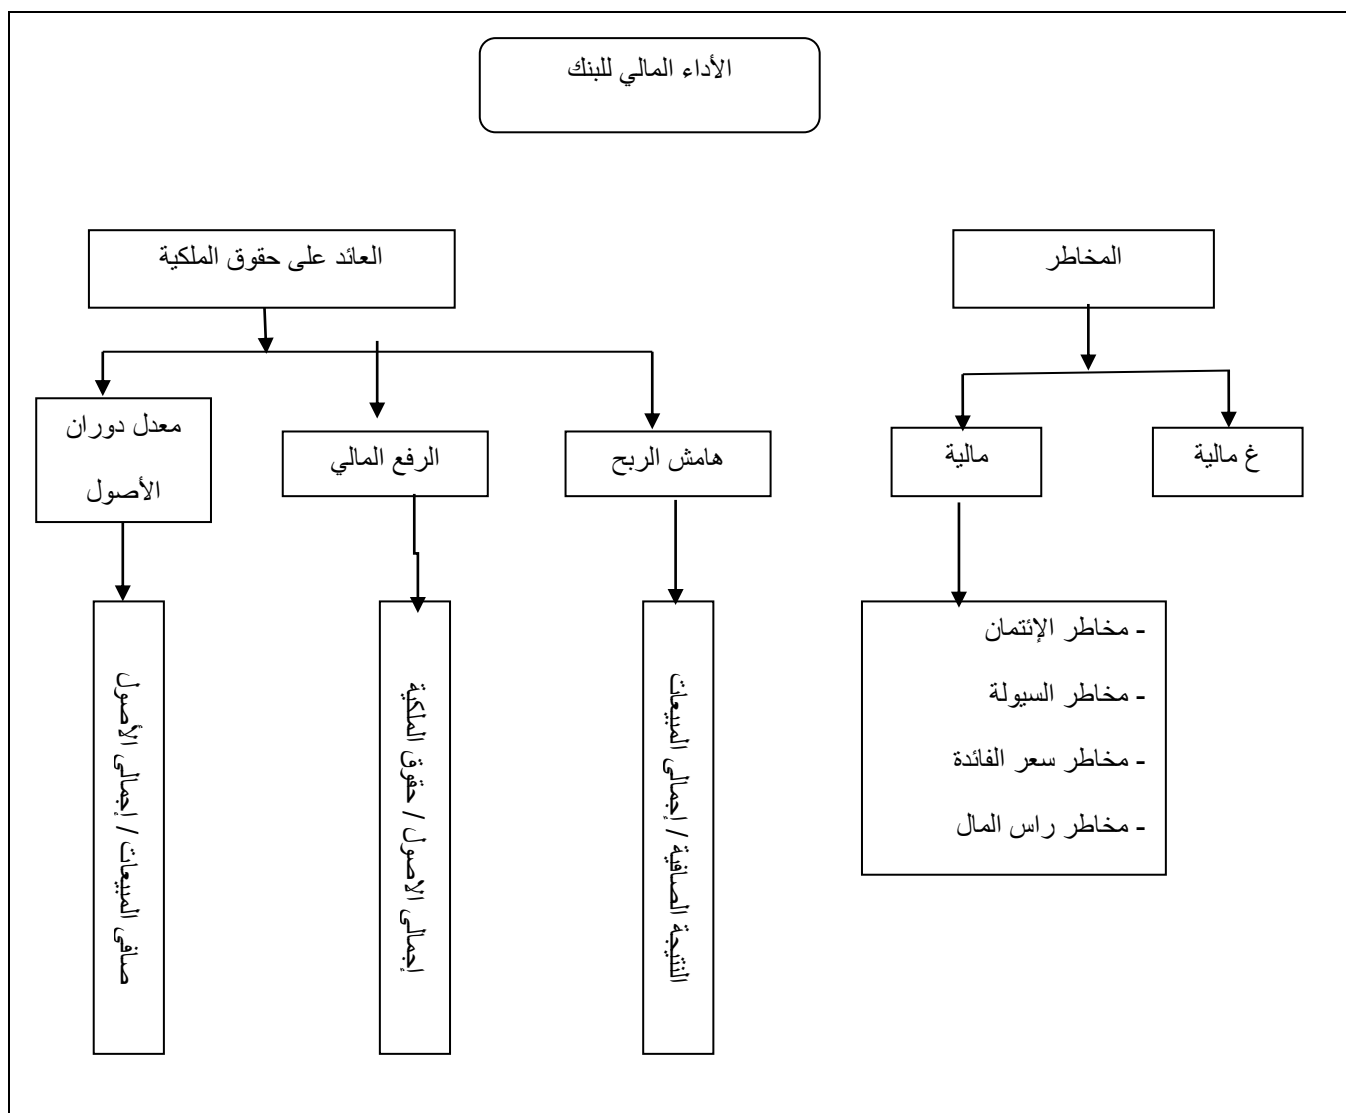 الأداء المالي للبنك
المخاطر
العائد على حقوق الملكية
غ مالية
مالية
هامش الربح
الرفع المالي
معدل دوران
الأصول
- مخاطر الإئتمان
- مخاطر السيولة
- مخاطر سعر الفائدة
- مخاطر راس المال
النتيجة الصافية / إجمالى المبيعات
إجمالى الاصول / حقوق الملكية
صافى المبيعات / إجمالى الأصول